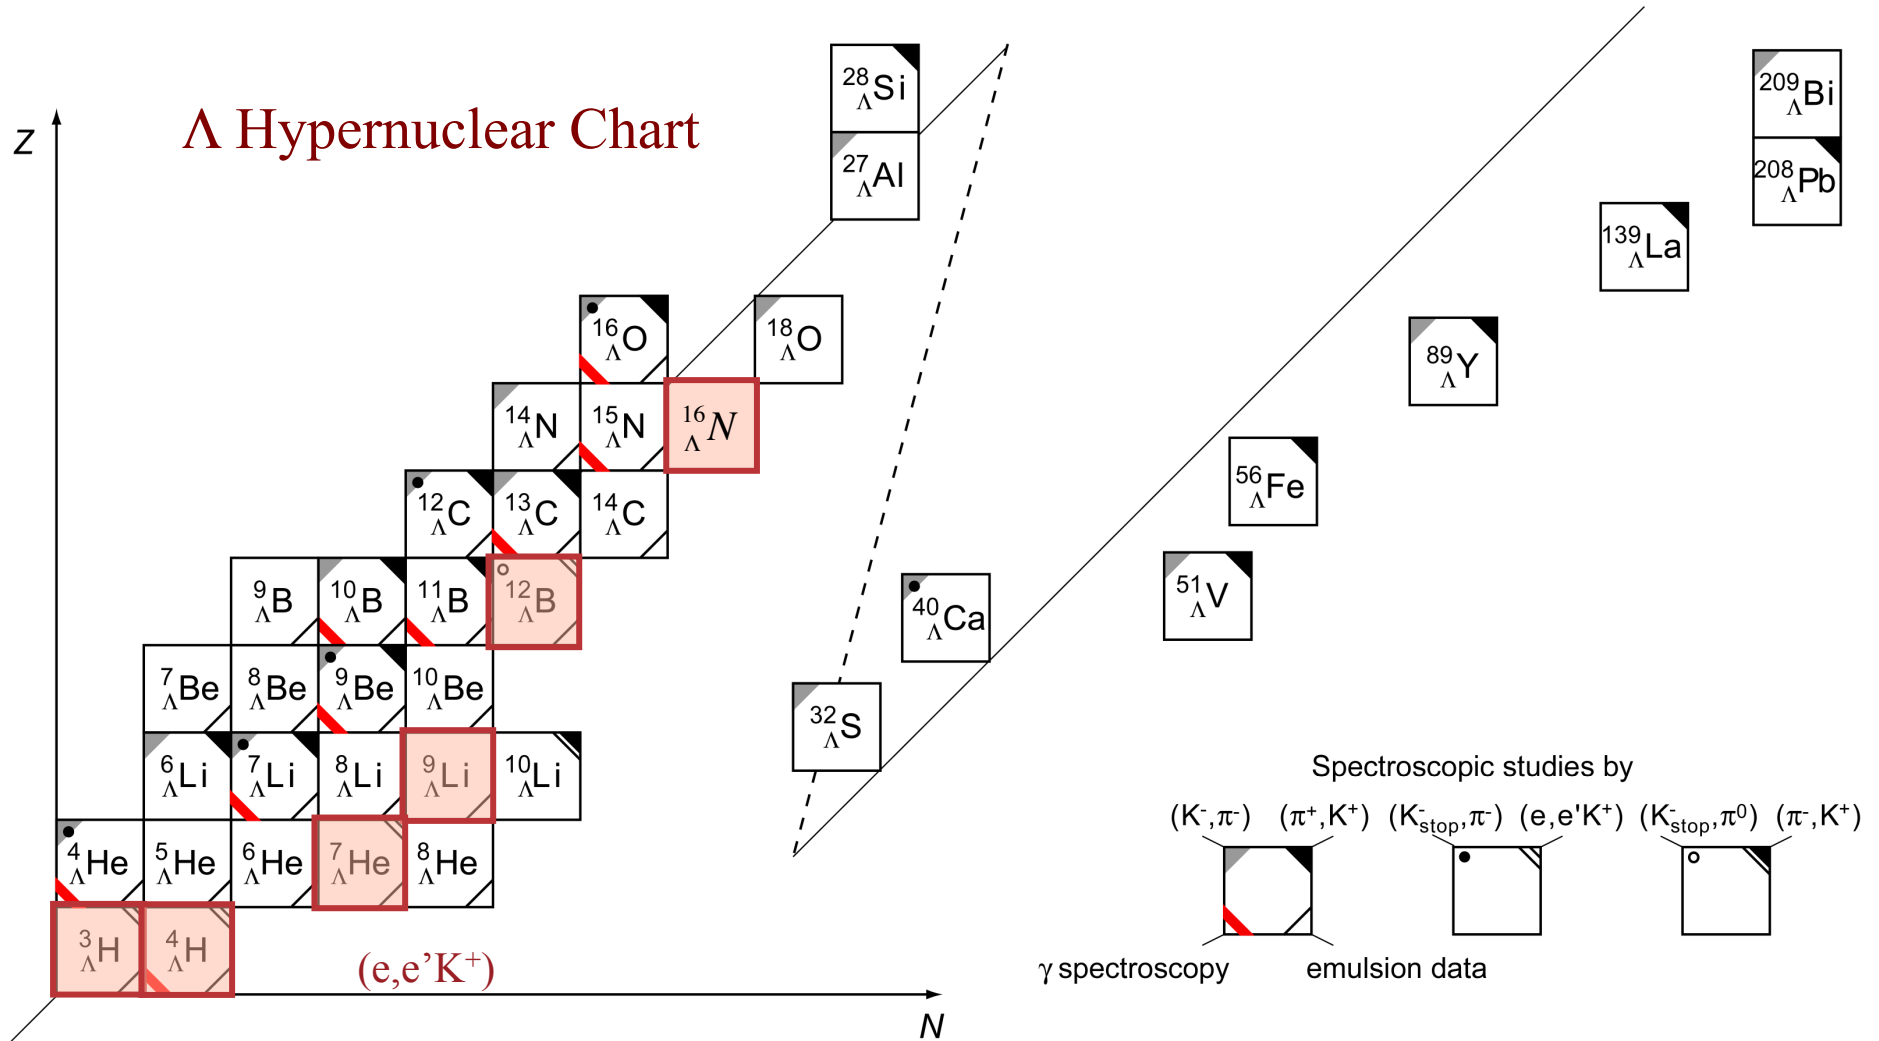 Λ Hypernuclear Chart
Z
28ΛSi
27ΛAl
209ΛBi
208ΛPb
139ΛLa
16ΛO
18ΛO
89ΛY
14ΛN
15ΛN
16ΛN
12ΛC
13ΛC
14ΛC
56ΛFe
9ΛB
10ΛB
11ΛB
12ΛB
40ΛCa
51ΛV
7ΛBe
8ΛBe
9ΛBe
10ΛBe
32ΛS
6ΛLi
7ΛLi
8ΛLi
9ΛLi
10ΛLi
4ΛHe
5ΛHe
6ΛHe
7ΛHe
8ΛHe
3ΛH
4ΛH
(e,e’K+)
N
Spectroscopic studies by
(K-,π-) (π+,K+) (K-stop,π-) (e,e'K+) (K-stop,π0) (π-,K+)
γ spectroscopy emulsion data